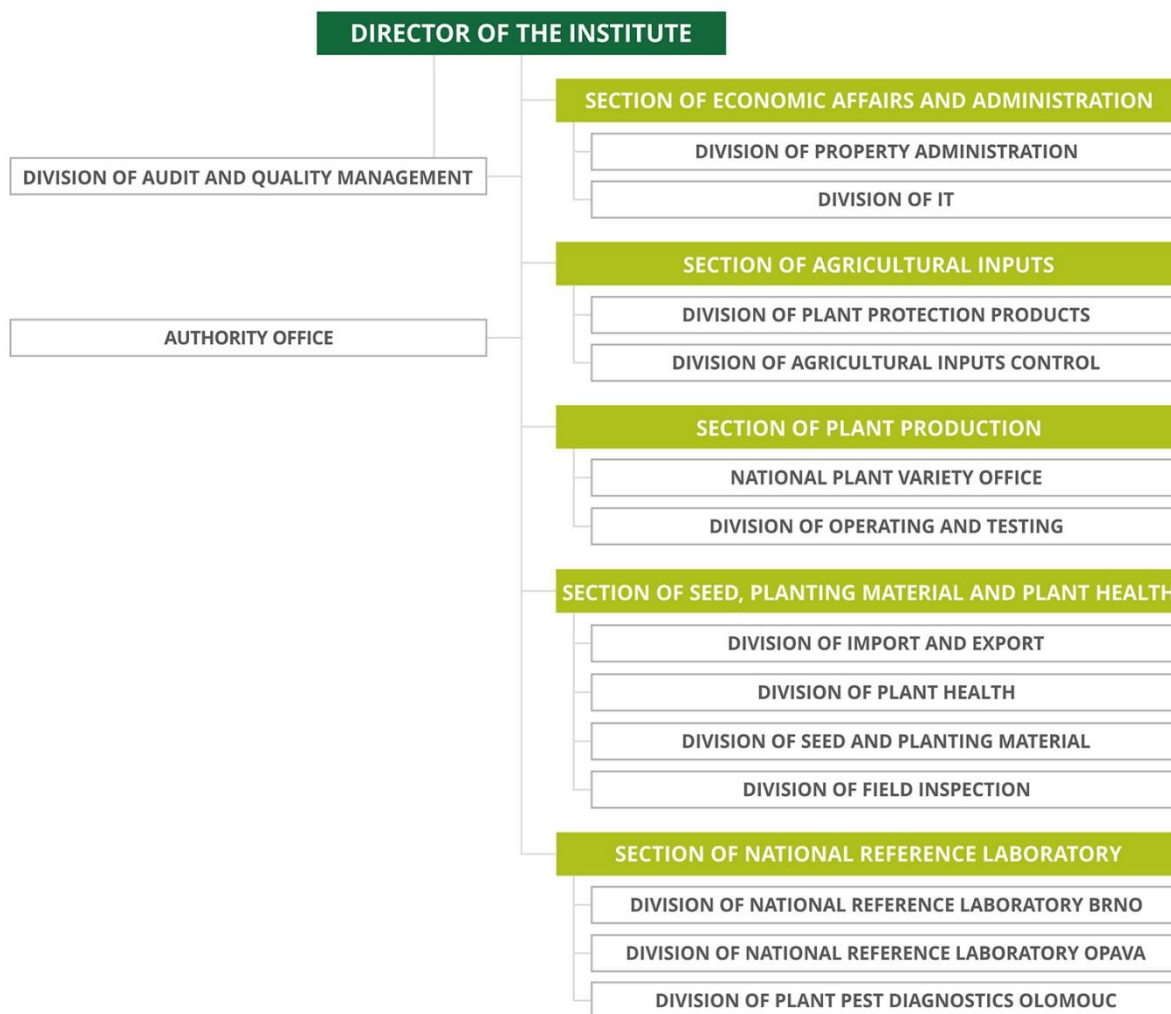 DIRECTOR OF THE INSTITUTE
DIVISION OF AUDIT AND QUALITY MANAGEMENT
AUTHORITY OFFICE
SECTION OF ECONOMIC AFFAIRS AND ADMINISTRATION
DIVISION OF PROPERTY ADMINISTRATION
DIVISION OF IT
SECTION OF AGRICULTURAL INPUTS
DIVISION OF PLANT PROTECTION PRODUCTS
DIVISION OF AGRICULTURAL INPUTS CONTROL
SECTION OF PLANT PRODUCTION
NATIONAL PLANT VARIETY OFFICE
DIVISION OF OPERATING AND TESTING
SECTION OF SEED, PLANTING MATERIAL AND PLANT HEALTH
DIVISION OF IMPORT AND EXPORT
DIVISION OF PLANT HEALTH
DIVISION OF SEED AND PLANTING MATERIAL
DIVISION OF FIELD INSPECTION
SECTION OF NATIONAL REFERENCE LABORATORY
DIVISION OF NATIONAL REFERENCE LABORATORY BRNO
DIVISION OF NATIONAL REFERENCE LABORATORY OPAVA
DIVISION OF PLANT PEST DIAGNOSTICS OLOMOUC